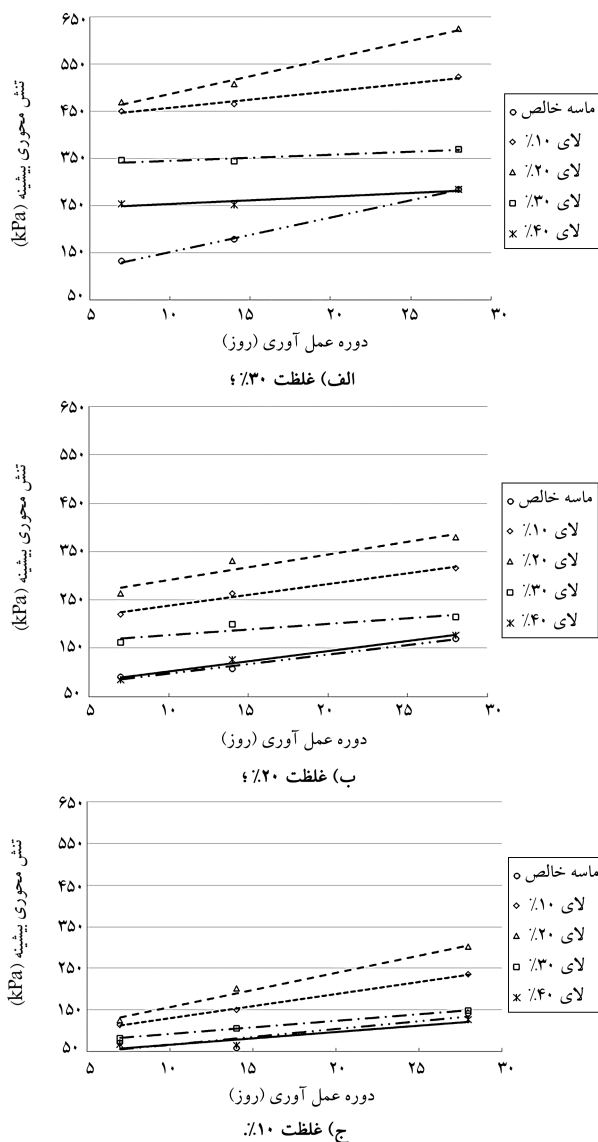 ۶۵۰
۵۵۰
۴۵۰
۳۵۰
۲۵۰
۱۵۰
۵۰
تنش محوری بیشینه (kPa)
۵ ۱۰ ۱۵ ۲۰ ۲۵ ۳۰
دوره عمل آوری (روز)
ماسه خالص
لای ۱۰٪
لای ۲۰٪
لای ۳۰٪
لای ۴۰٪
الف) غلظت ۳۰٪؛
۶۵۰
۵۵۰
۴۵۰
۳۵۰
۲۵۰
۱۵۰
۵۰
تنش محوری بیشینه (kPa)
۵ ۱۰ ۱۵ ۲۰ ۲۵ ۳۰
دوره عمل آوری (روز)
ماسه خالص
لای ۱۰٪
لای ۲۰٪
لای ۳۰٪
لای ۴۰٪
ب) غلظت ۲۰٪؛
۶۵۰
۵۵۰
۴۵۰
۳۵۰
۲۵۰
۱۵۰
۵۰
تنش محوری بیشینه (kPa)
۵ ۱۰ ۱۵ ۲۰ ۲۵ ۳۰
دوره عمل آوری (روز)
ماسه خالص
لای ۱۰٪
لای ۲۰٪
لای ۳۰٪
لای ۴۰٪
ج) غلظت ۱۰٪.